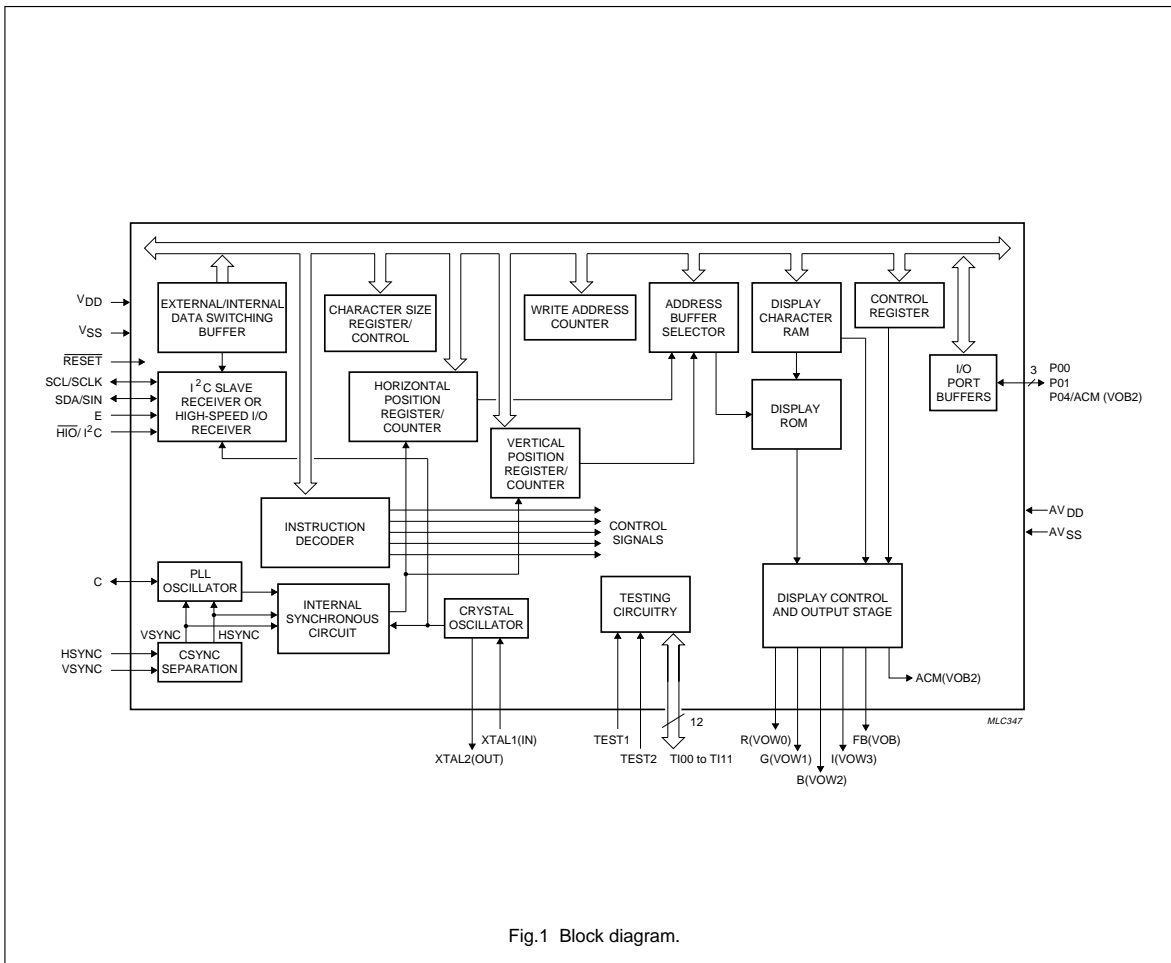 VDD
VSS
RESET
SCL/SCLK
SDA/SIN
E
HIO/ I2C
C
HSYNC
VSYNC
EXTERNAL/INTERNAL
DATA SWITCHING
BUFFER
I2C SLAVE
RECEIVER OR
HIGH-SPEED I/O
RECEIVER
CHARACTER SIZE
REGISTER/
CONTROL
HORIZONTAL
POSITION
REGISTER/
COUNTER
VERTICAL
POSITION
REGISTER/
COUNTER
WRITE ADDRESS
COUNTER
ADDRESS
BUFFER
SELECTOR
DISPLAY
CHARACTER
RAM
CONTROL
REGISTER
DISPLAY
ROM
I/O
PORT
BUFFERS
3
P00
P01
P04/ACM (VOB2)
AVDD
AVSS
INSTRUCTION
DECODER
CONTROL
SIGNALS
PLL
OSCILLATOR
VSYNC
HSYNC
CSYNC
SEPARATION
INTERNAL
SYNCHRONOUS
CIRCUIT
CRYSTAL
OSCILLATOR
TESTING
CIRCUITRY
DISPLAY CONTROL
AND OUTPUT STAGE
ACM(VOB2)
MLC347
XTAL1(IN)
XTAL2(OUT)
TEST1
TEST2
12
TI00 to TI11
R(VOW0)
G(VOW1)
B(VOW2)
I(VOW3)
FB(VOB)
Fig.1 Block diagram.